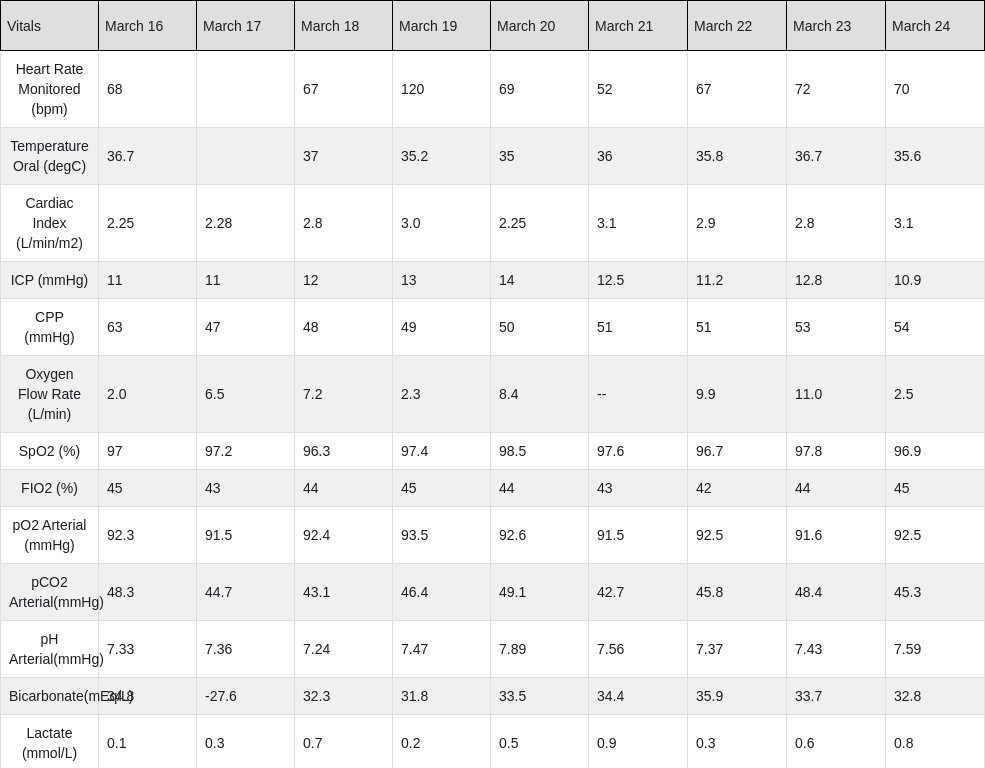 Vitals March 16 March 17 March 18 March 19 March 20 March 21 March 22 March 23 March 24
Heart Rate
Monitored
(bpm)
68 67 120 69 52 67 72 70
Temperature
Oral (degC)
36.7 37 35.2 35 36 35.8 36.7 35.6
Cardiac
Index
(L/min/m2)
2.25 2.28 2.8 3.0 2.25 3.1 2.9 2.8 3.1
ICP (mmHg) 11 11 12 13 14 12.5 11.2 12.8 10.9
CPP
(mmHg)
63 47 48 49 50 51 51 53 54
Oxygen
Flow Rate
(L/min)
2.0 6.5 7.2 2.3 8.4 -- 9.9 11.0 2.5
SpO2 (%) 97 97.2 96.3 97.4 98.5 97.6 96.7 97.8 96.9
FIO2 (%) 45 43 44 45 44 43 42 44 45
pO2 Arterial
(mmHg)
92.3 91.5 92.4 93.5 92.6 91.5 92.5 91.6 92.5
pCO2
Arterial(mmHg)
48.3 44.7 43.1 46.4 49.1 42.7 45.8 48.4 45.3
pH
Arterial(mmHg)
7.33 7.36 7.24 7.47 7.89 7.56 7.37 7.43 7.59
Bicarbonate(mEq/L) 34.8 -27.6 32.3 31.8 33.5 34.4 35.9 33.7 32.8
Lactate
(mmol/L)
0.1 0.3 0.7 0.2 0.5 0.9 0.3 0.6 0.8